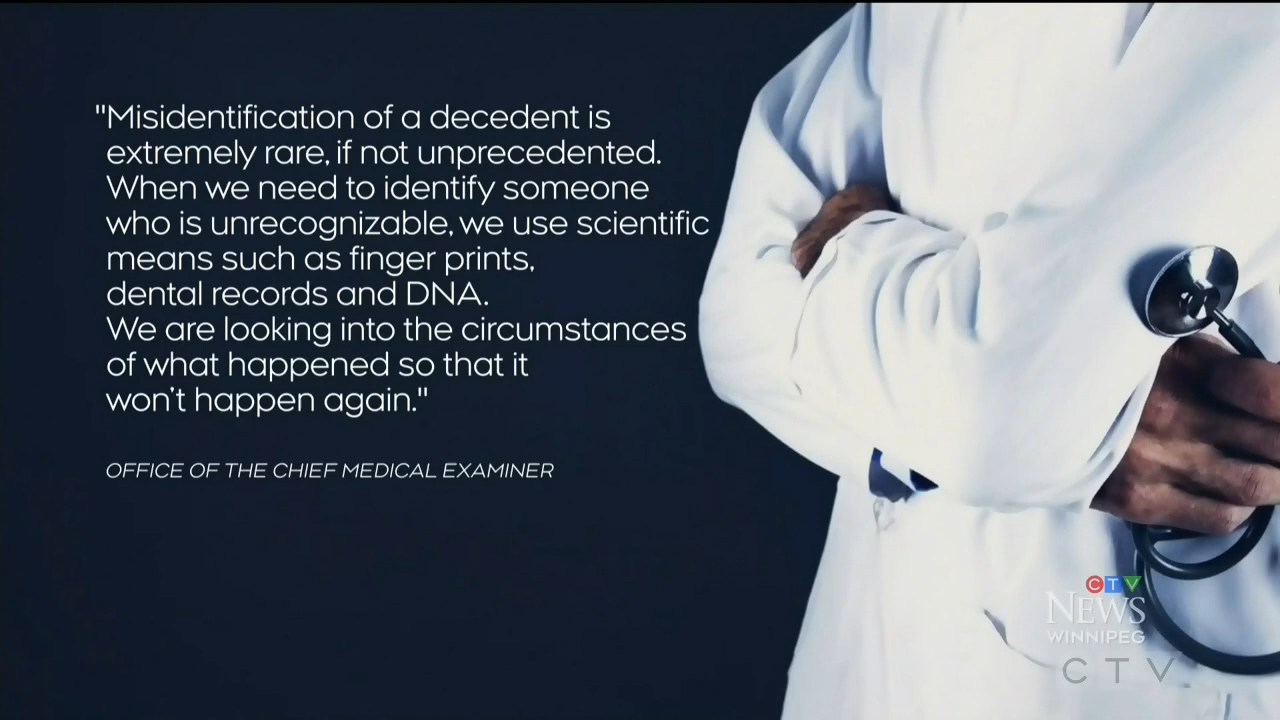 "Misidentification of a decedent is
extremely rare, if not unprecedented.
When we need to identify someone
who is unrecognizable, we use scientific
means such as finger prints,
dental records and DNA.
We are looking into the circumstances
of what happened so that it
won't happen again."
OFFICE OF THE CHIEF MEDICAL EXAMINER
CTV
NEWS
WINNIPEG
CTV